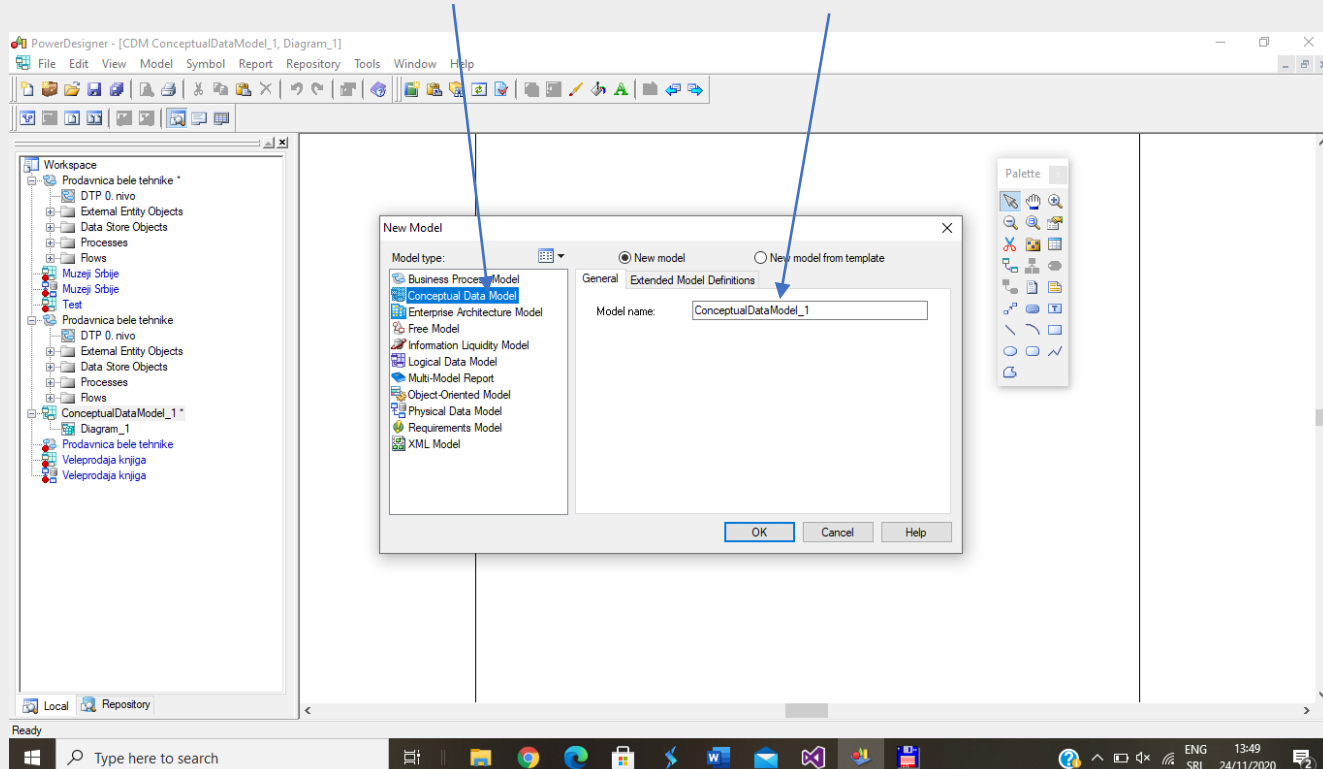 PowerDesigner - [CDM ConceptualDataModel_1, Diagram_1]
File Edit View Model Symbol Report Repository Tools Window Help
Workspace
Prodavnica bele tehnike *
DTP 0. nivo
External Entity Objects
Data Store Objects
Processes
Flows
Muzeji Srbije
Muzeji Srbije
Test
Prodavnica bele tehnike
DTP 0. nivo
External Entity Objects
Data Store Objects
Processes
Flows
ConceptualDataModel_1 *
Diagram_1
Prodavnica bele tehnike
Veleprodaja knjiga
Veleprodaja knjiga
Local Repository
New Model
Model type:
New model New model from template
Business Process Model
Conceptual Data Model
Enterprise Architecture Model
Free Model
Information Liquidity Model
Logical Data Model
Multi-Model Report
Object-Oriented Model
Physical Data Model
Requirements Model
XML Model
General Extended Model Definitions
Model name: ConceptualDataModel_1
OK Cancel Help
Palette
Ready
Type here to search
ENG 13:49
SRI 24/11/2020